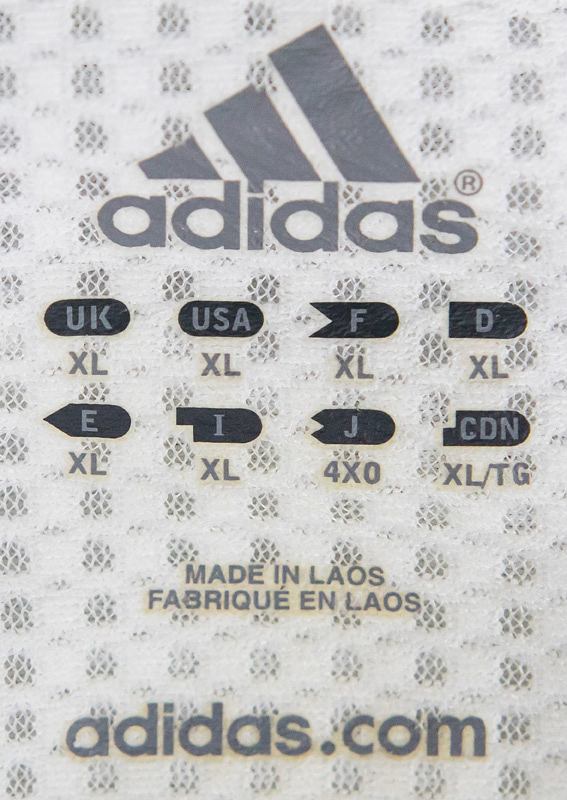 adidas®
UK USA F D
XL XL XL XL
E I J CDN
XL XL 4XO XL/TG
MADE IN LAOS
FABRIQUÉ EN LAOS
adidas.com